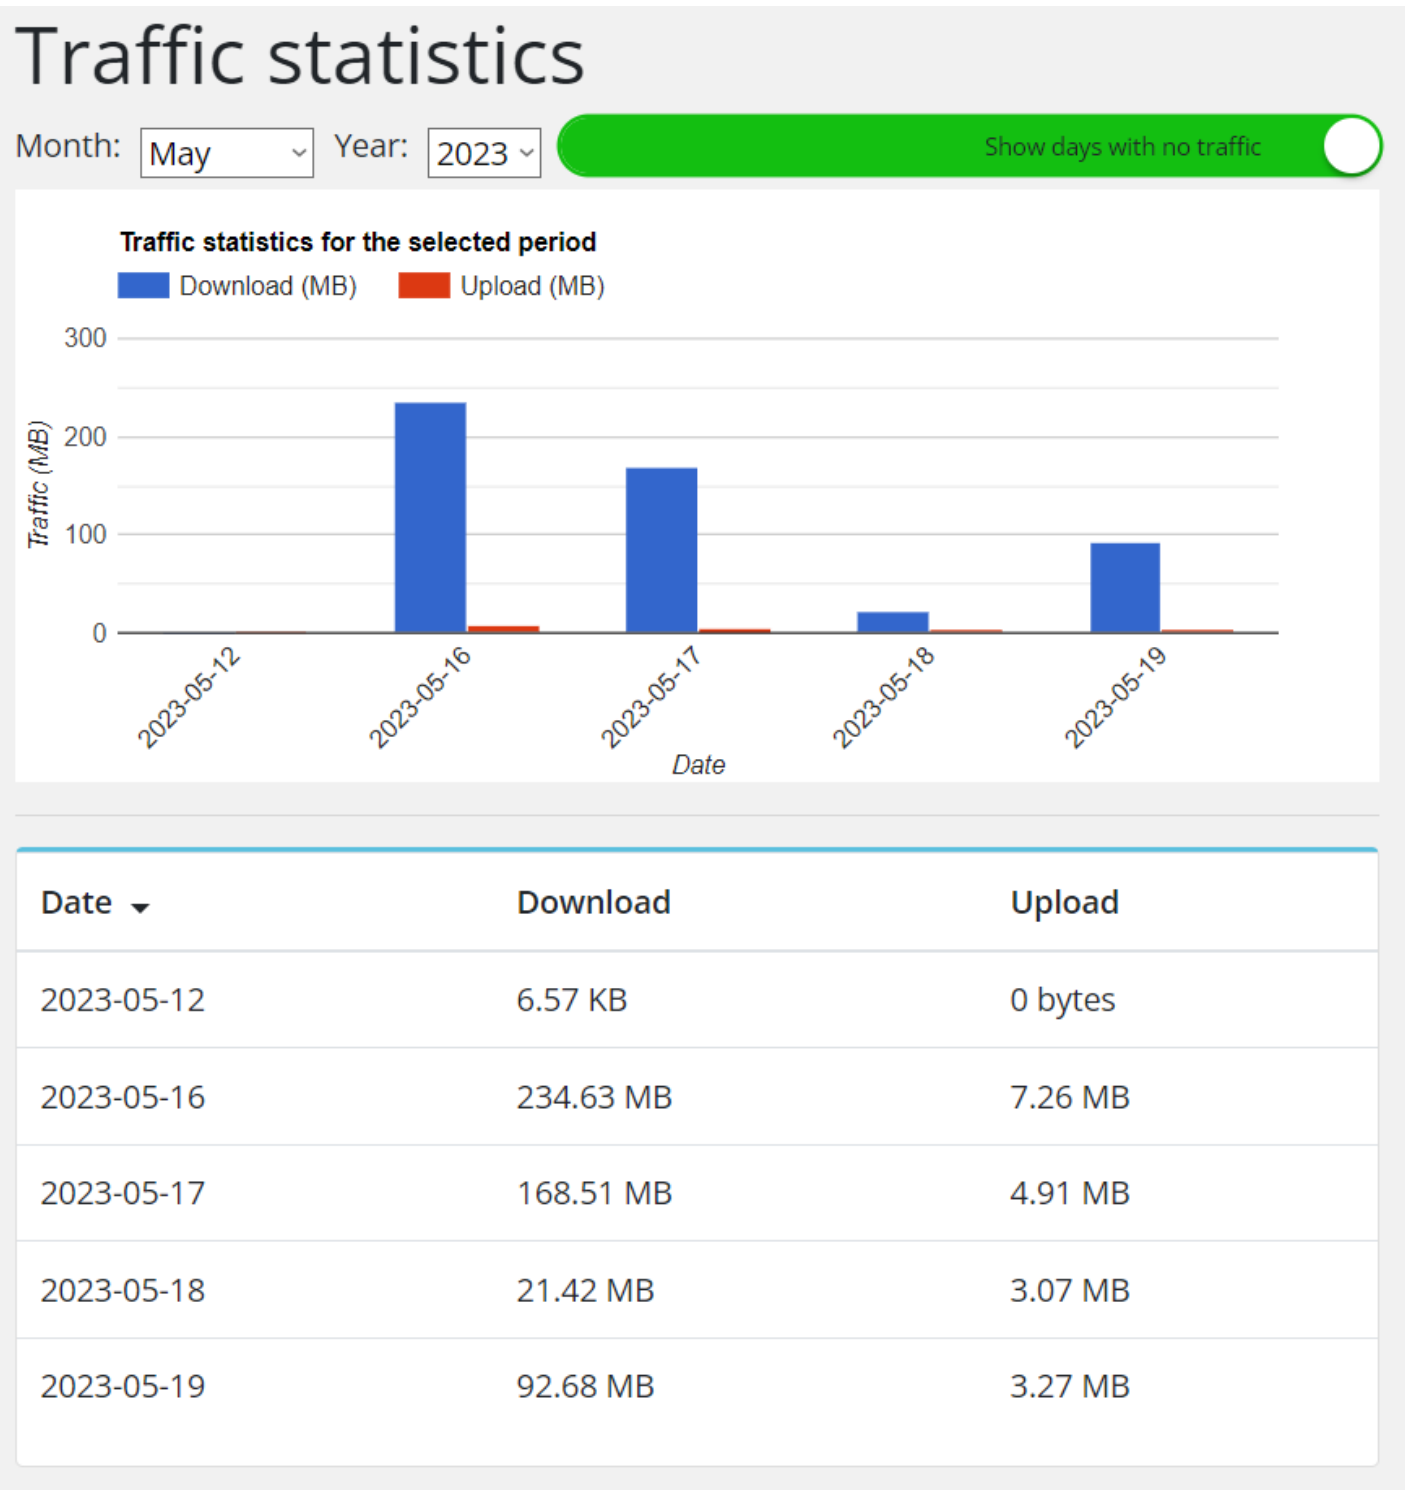 Traffic statistics
Month: May Year: 2023 Show days with no traffic
Traffic statistics for the selected period
Download (MB) Upload (MB)
300
200
100
0
Traffic (MB)
2023-05-12 2023-05-16 2023-05-17 2023-05-18 2023-05-19
Date
Date Download Upload
2023-05-12 6.57 KB 0 bytes
2023-05-16 234.63 MB 7.26 MB
2023-05-17 168.51 MB 4.91 MB
2023-05-18 21.42 MB 3.07 MB
2023-05-19 92.68 MB 3.27 MB